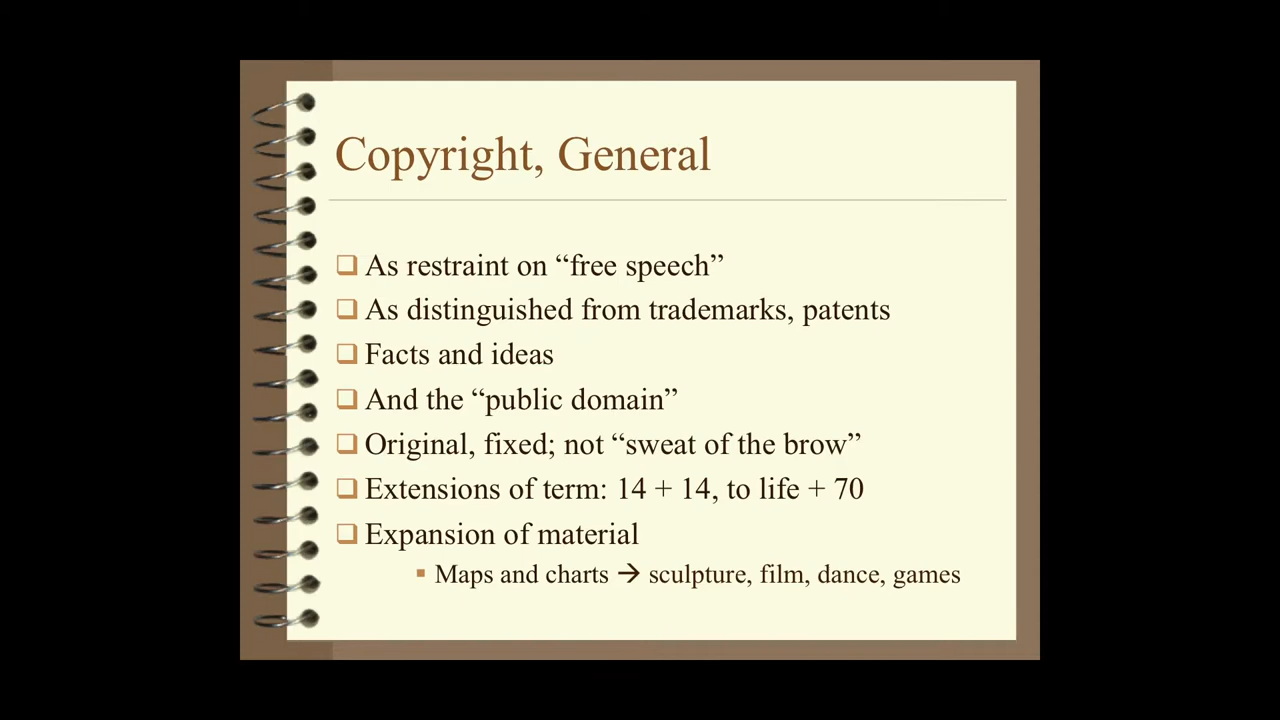 Copyright, General
As restraint on “free speech”
As distinguished from trademarks, patents
Facts and ideas
And the “public domain”
Original, fixed; not “sweat of the brow”
Extensions of term: 14 + 14, to life + 70
Expansion of material
Maps and charts → sculpture, film, dance, games